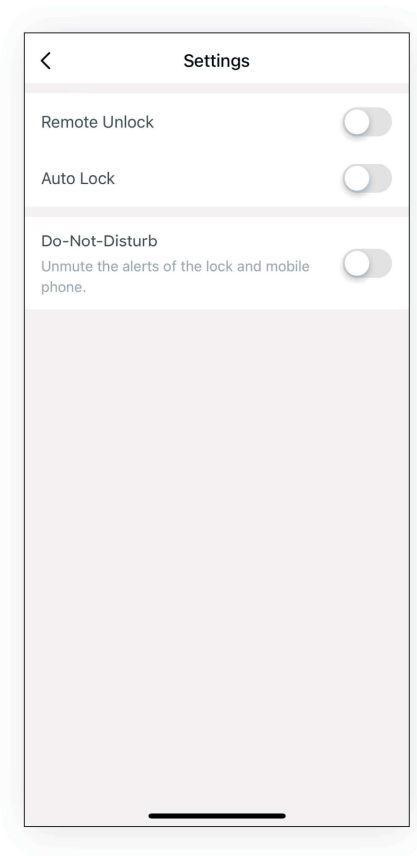 Settings
Remote Unlock
Auto Lock
Do-Not-Disturb
Unmute the alerts of the lock and mobile
phone.